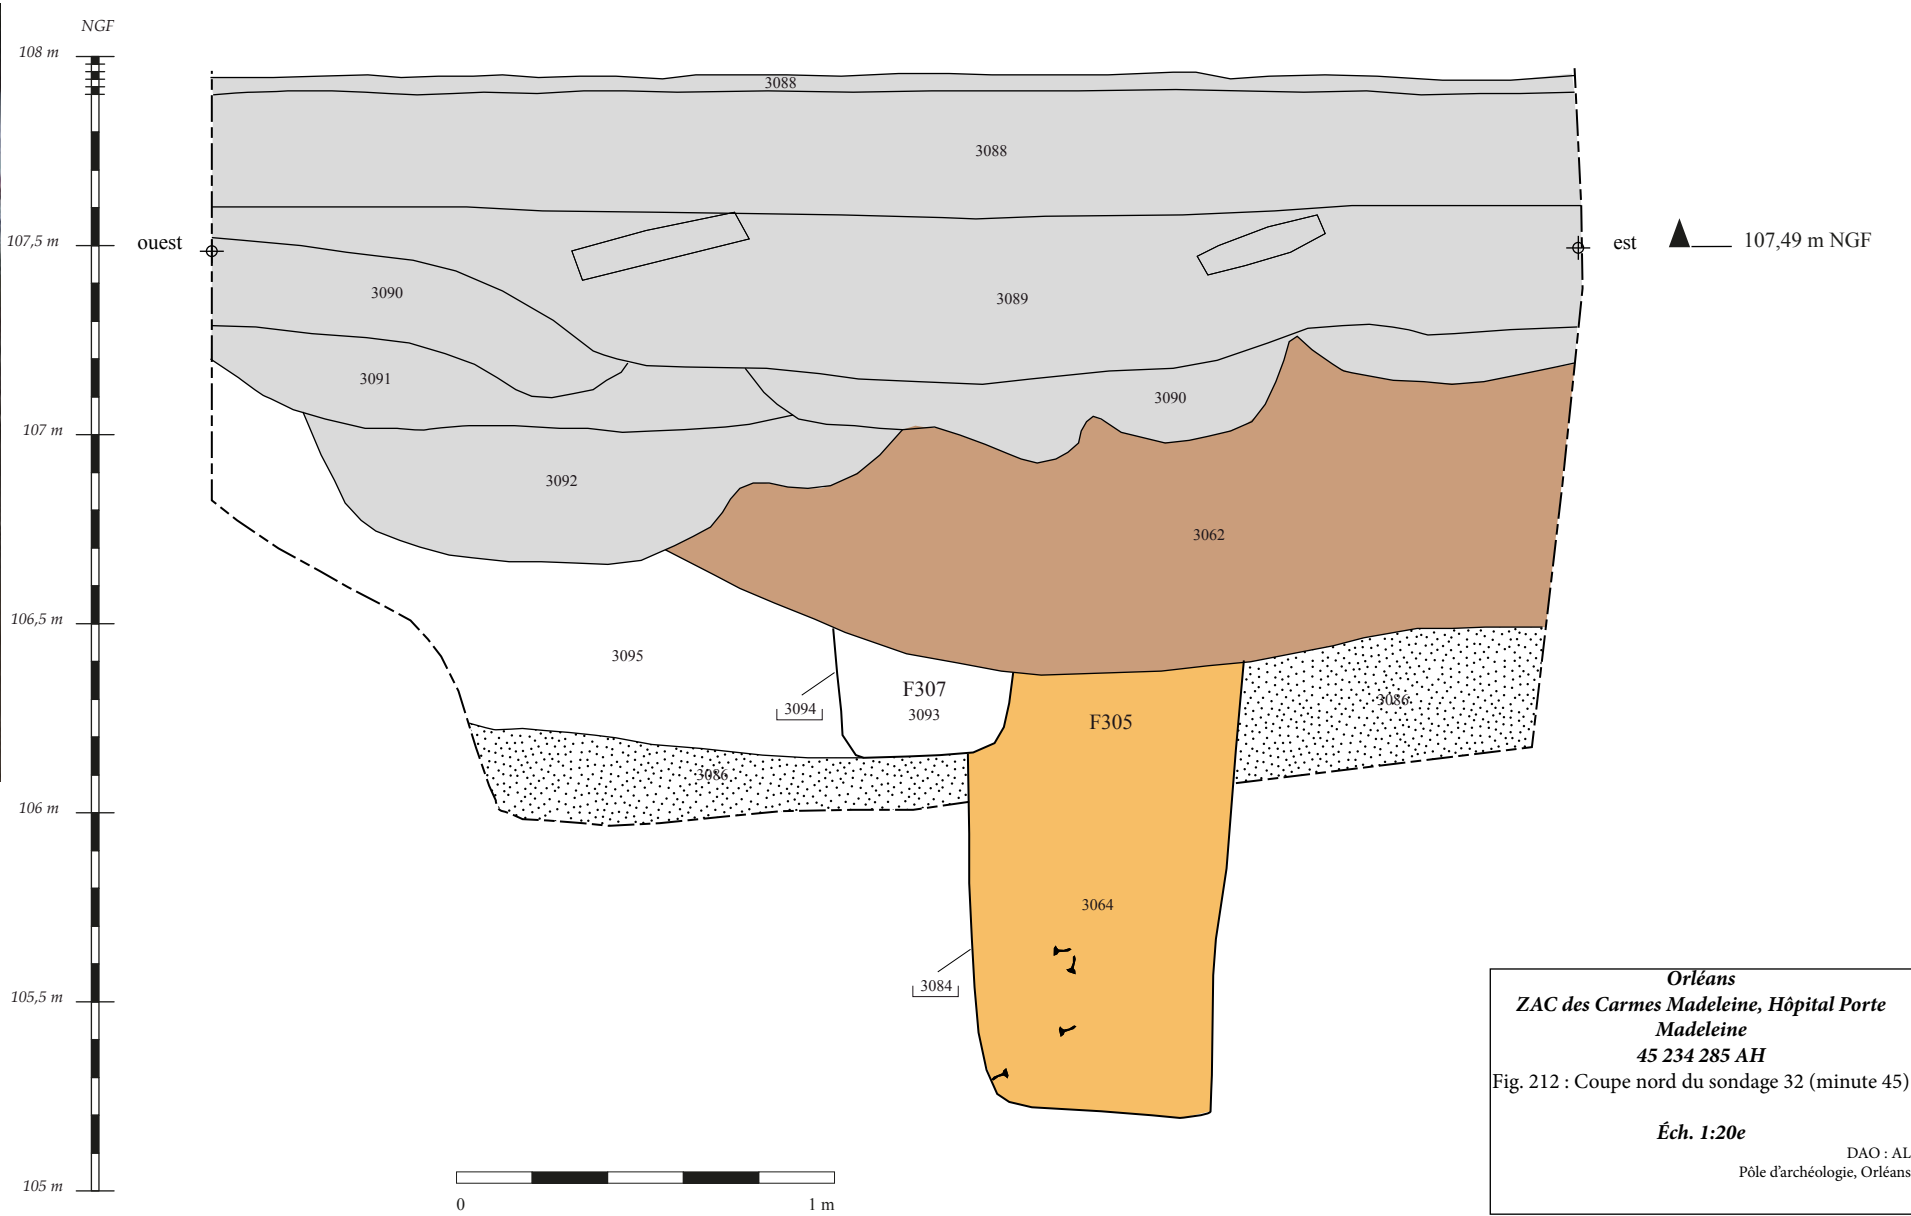 NGF
108 m
3088
3088
107,5 m
ouest
est
107,49 m NGF
3090
3089
3091
3090
107 m
3092
3062
106,5 m
3095
F307
3094
3093
3086
F305
3086
106 m
3064
3084
105,5 m
105 m
0
1 m
Orléans
ZAC des Carmes Madeleine, Hôpital Porte
Madeleine
45 234 285 AH
Fig. 212 : Coupe nord du sondage 32 (minute 45)
Éch. 1:20e
DAO : AL
Pôle d'archéologie, Orléans